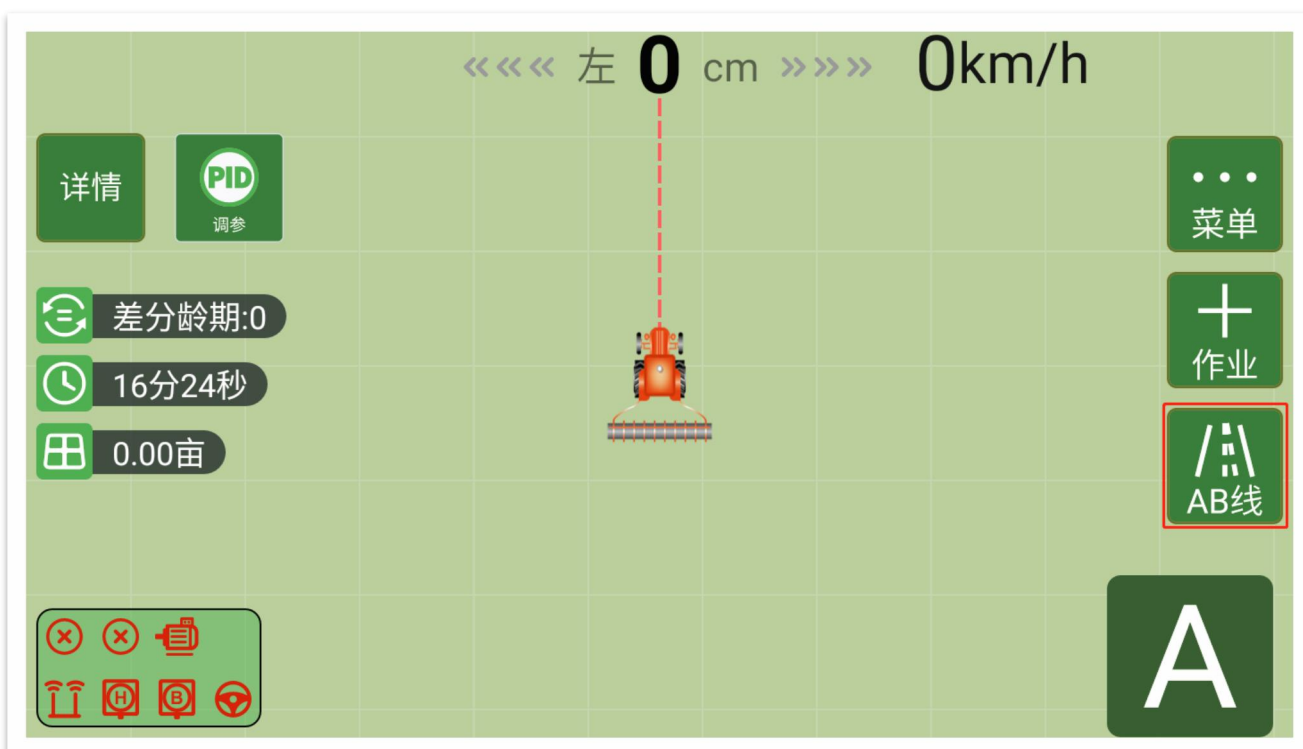 ««« 左 0 cm »»» 0km/h
详情
PID
调参
菜单
差分龄期:0
作业
16分24秒
0.00亩
AB线
A
H B